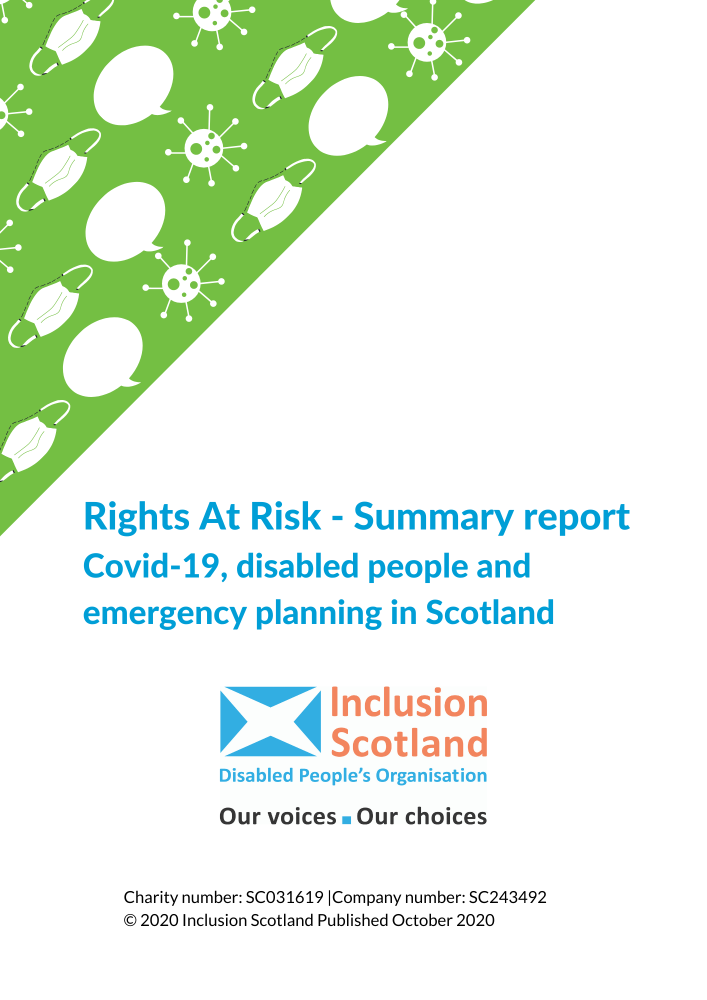 Rights At Risk - Summary report
Covid-19, disabled people and
emergency planning in Scotland
Inclusion
Scotland
Disabled People's Organisation
Our voices ■ Our choices
Charity number: SC031619 |Company number: SC243492
© 2020 Inclusion Scotland Published October 2020